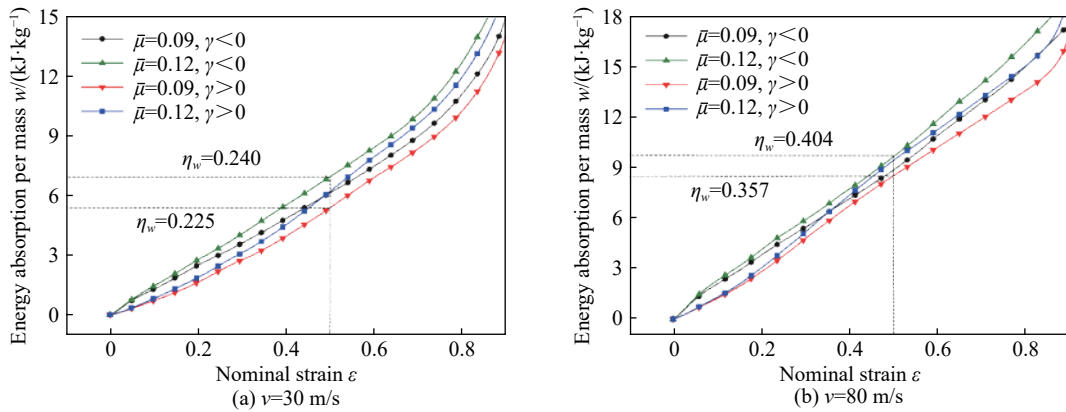 15
12
9
6
3
0
Energy absorption per mass w/(kJ·kg⁻¹)
μ̄=0.09, γ<0
μ̄=0.12, γ<0
μ̄=0.09, γ>0
μ̄=0.12, γ>0
η_w=0.240
η_w=0.225
0 0.2 0.4 0.6 0.8
Nominal strain ε
(a) v=30 m/s
18
15
12
9
6
3
0
Energy absorption per mass w/(kJ·kg⁻¹)
μ̄=0.09, γ<0
μ̄=0.12, γ<0
μ̄=0.09, γ>0
μ̄=0.12, γ>0
η_w=0.404
η_w=0.357
0 0.2 0.4 0.6 0.8
Nominal strain ε
(b) v=80 m/s